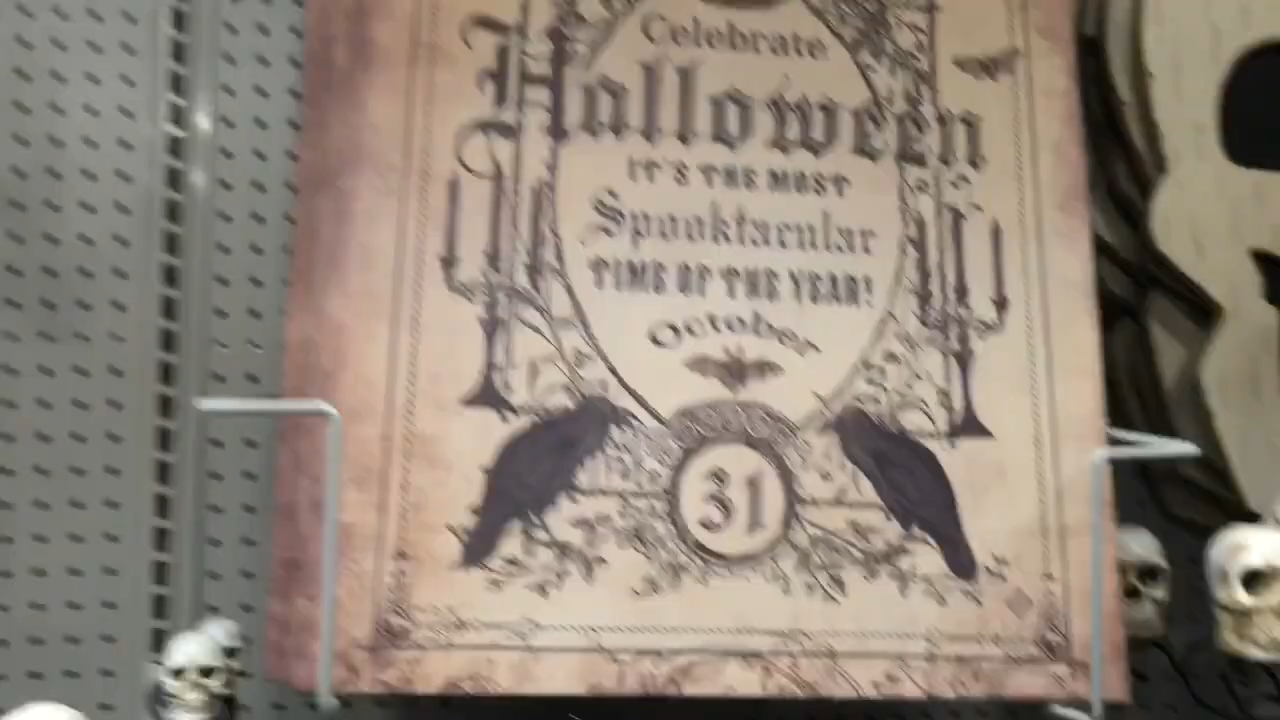 Celebrate
Halloween
IT'S THE MOST
Spooktacular
TIME OF THE YEAR!
October
31